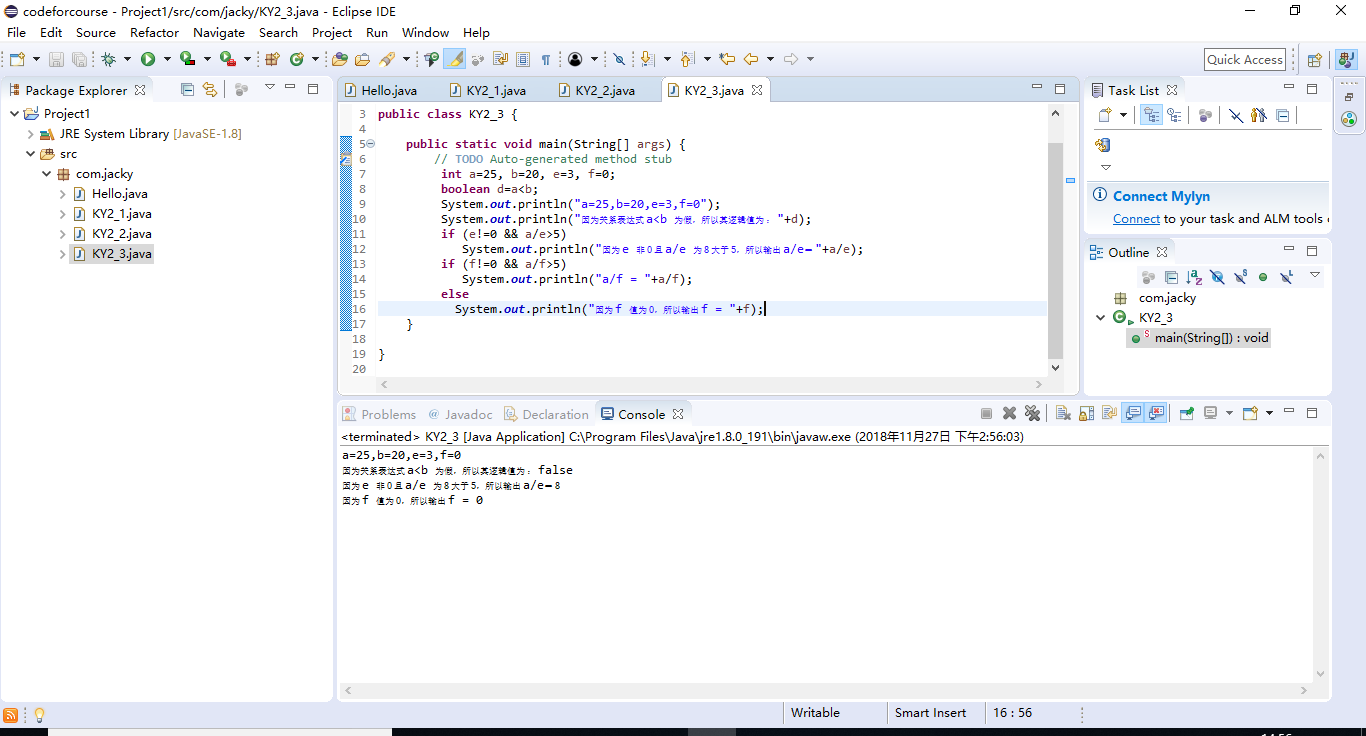 codeforcourse - Project1/src/com/jacky/KY2_3.java - Eclipse IDE
File Edit Source Refactor Navigate Search Project Run Window Help
Quick Access
Package Explorer
Project1
JRE System Library [JavaSE-1.8]
src
com.jacky
Hello.java
KY2_1.java
KY2_2.java
KY2_3.java
Hello.java KY2_1.java KY2_2.java KY2_3.java
3 public class KY2_3 {
4
5 public static void main(String[] args) {
6 // TODO Auto-generated method stub
7 int a=25, b=20, e=3, f=0;
8 boolean d=a<b;
9 System.out.println("a=25,b=20,e=3,f=0");
10 System.out.println("因为关系表达式a<b 为假，所以其逻辑值为："+d);
11 if (e!=0 && a/e>5)
12 System.out.println("因为e 非0且a/e 为8大于5，所以输出a/e="+a/e);
13 if (f!=0 && a/f>5)
14 System.out.println("a/f = "+a/f);
15 else
16 System.out.println("因为f 值为0，所以输出f = "+f);
17 }
18
19 }
20
Task List
Connect Mylyn
Connect to your task and ALM tools
Outline
com.jacky
KY2_3
main(String[]) : void
Problems @ Javadoc Declaration Console
<terminated> KY2_3 [Java Application] C:\Program Files\Java\jre1.8.0_191\bin\javaw.exe (2018年11月27日 下午2:56:03)
a=25,b=20,e=3,f=0
因为关系表达式a<b 为假，所以其逻辑值为：false
因为e 非0且a/e 为8大于5，所以输出a/e=8
因为f 值为0，所以输出f = 0
Writable Smart Insert 16 : 56